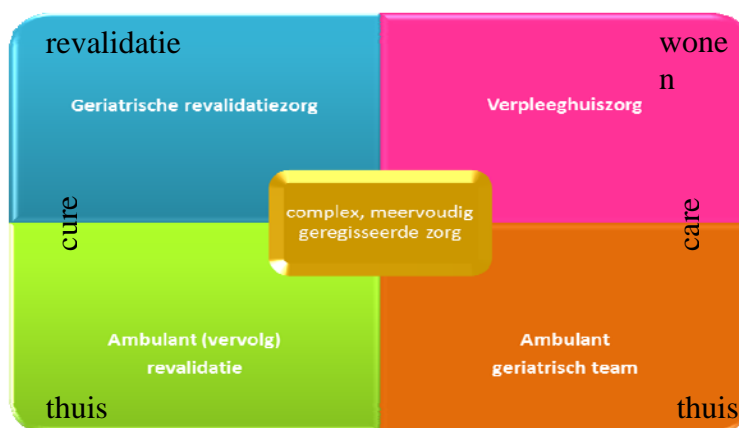 revalidatie
wone
n
Geriatrische revalidatiezorg
Verpleeghuiszorg
cure
complex, meervoudig
geregisseerde zorg
care
Ambulant (vervolg)
revalidatie
Ambulant
geriatrisch team
thuis
thuis